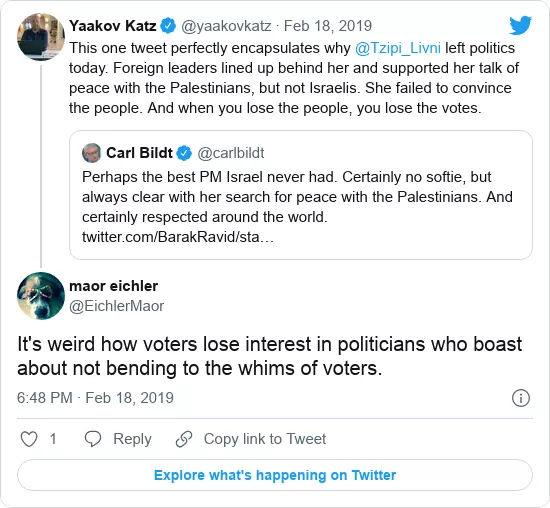 Yaakov Katz @yaakovkatz · Feb 18, 2019
This one tweet perfectly encapsulates why @Tzipi_Livni left politics
today. Foreign leaders lined up behind her and supported her talk of
peace with the Palestinians, but not Israelis. She failed to convince
the people. And when you lose the people, you lose the votes.
Carl Bildt @carlbildt
Perhaps the best PM Israel never had. Certainly no softie, but
always clear with her search for peace with the Palestinians. And
certainly respected around the world.
twitter.com/BarakRavid/sta…
maor eichler
@EichlerMaor
It's weird how voters lose interest in politicians who boast
about not bending to the whims of voters.
6:48 PM · Feb 18, 2019
1 Reply Copy link to Tweet
Explore what's happening on Twitter